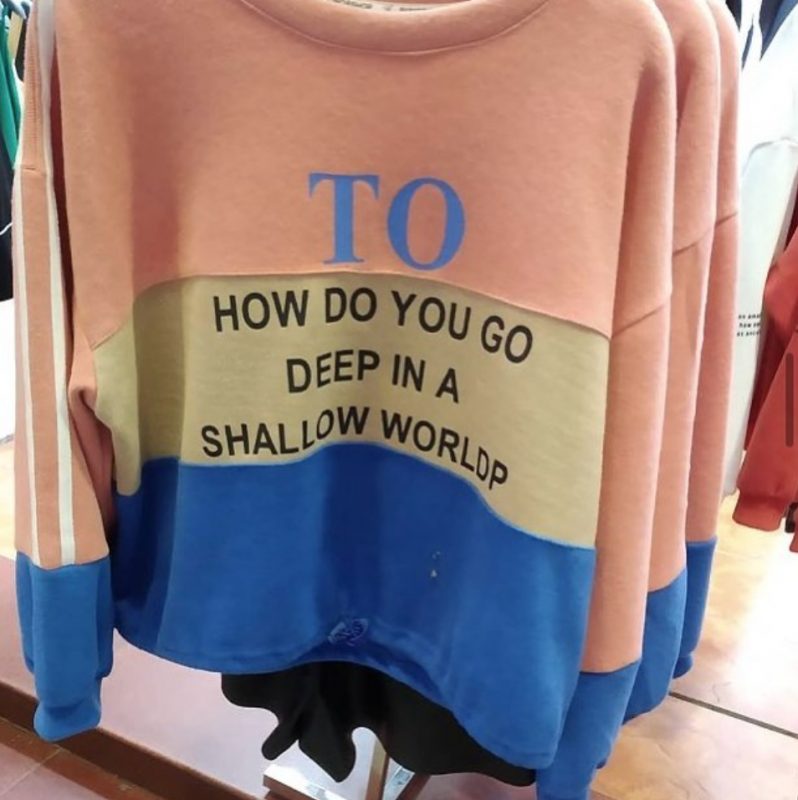 TO
HOW DO YOU GO
DEEP IN A
SHALLOW WORLDP